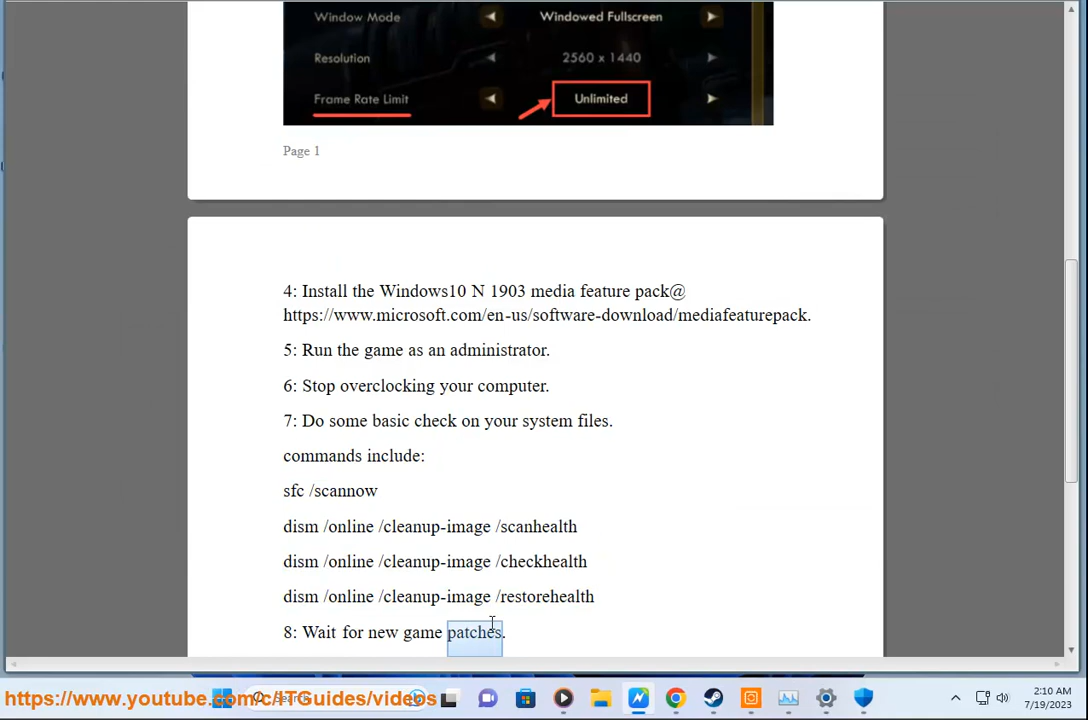 Window Mode Windowed Fullscreen
Resolution 2560 x 1440
Frame Rate Limit Unlimited
Page 1
4: Install the Windows10 N 1903 media feature pack@
https://www.microsoft.com/en-us/software-download/mediafeaturepack.
5: Run the game as an administrator.
6: Stop overclocking your computer.
7: Do some basic check on your system files.
commands include:
sfc /scannow
dism /online /cleanup-image /scanhealth
dism /online /cleanup-image /checkhealth
dism /online /cleanup-image /restorehealth
8: Wait for new game patches.
https://www.youtube.com/c/ITGuides/videos
2:10 AM
7/19/2023